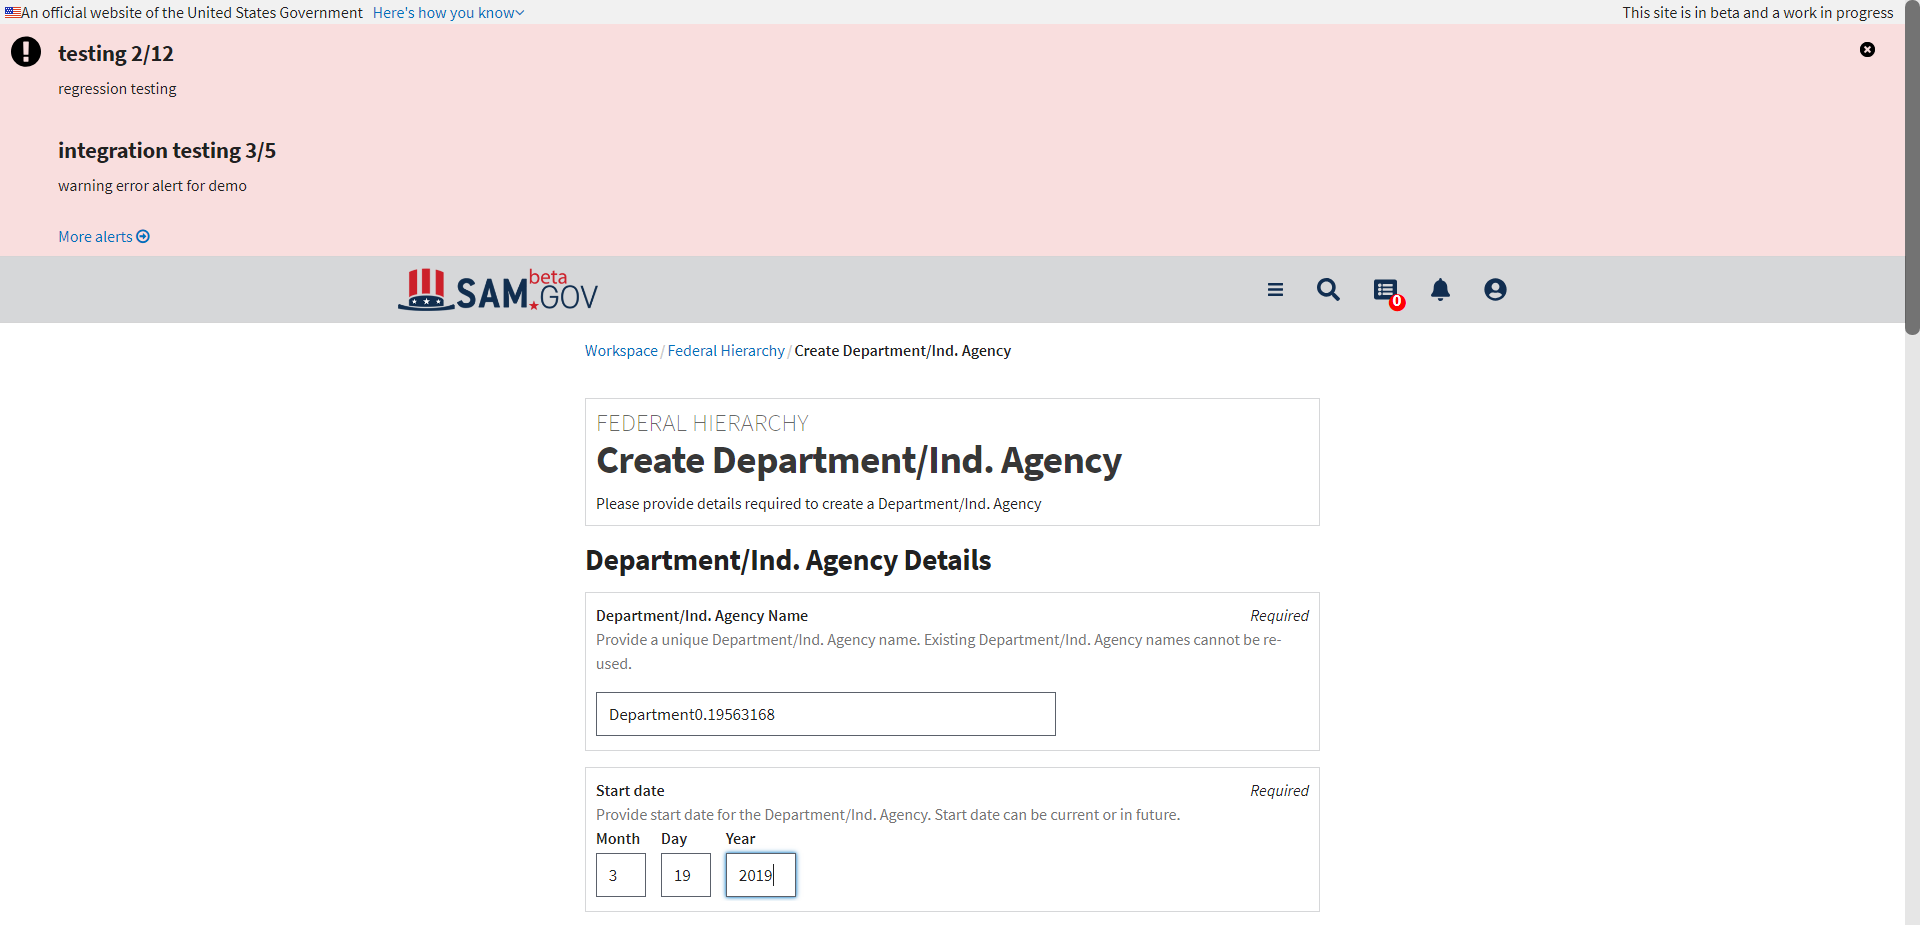 An official website of the United States Government Here's how you know
This site is in beta and a work in progress
testing 2/12
regression testing
integration testing 3/5
warning error alert for demo
More alerts
SAM beta .GOV
0
Workspace / Federal Hierarchy / Create Department/Ind. Agency
FEDERAL HIERARCHY
Create Department/Ind. Agency
Please provide details required to create a Department/Ind. Agency
Department/Ind. Agency Details
Department/Ind. Agency Name Required
Provide a unique Department/Ind. Agency name. Existing Department/Ind. Agency names cannot be re-
used.
Department0.19563168
Start date Required
Provide start date for the Department/Ind. Agency. Start date can be current or in future.
Month Day Year
3 19 2019